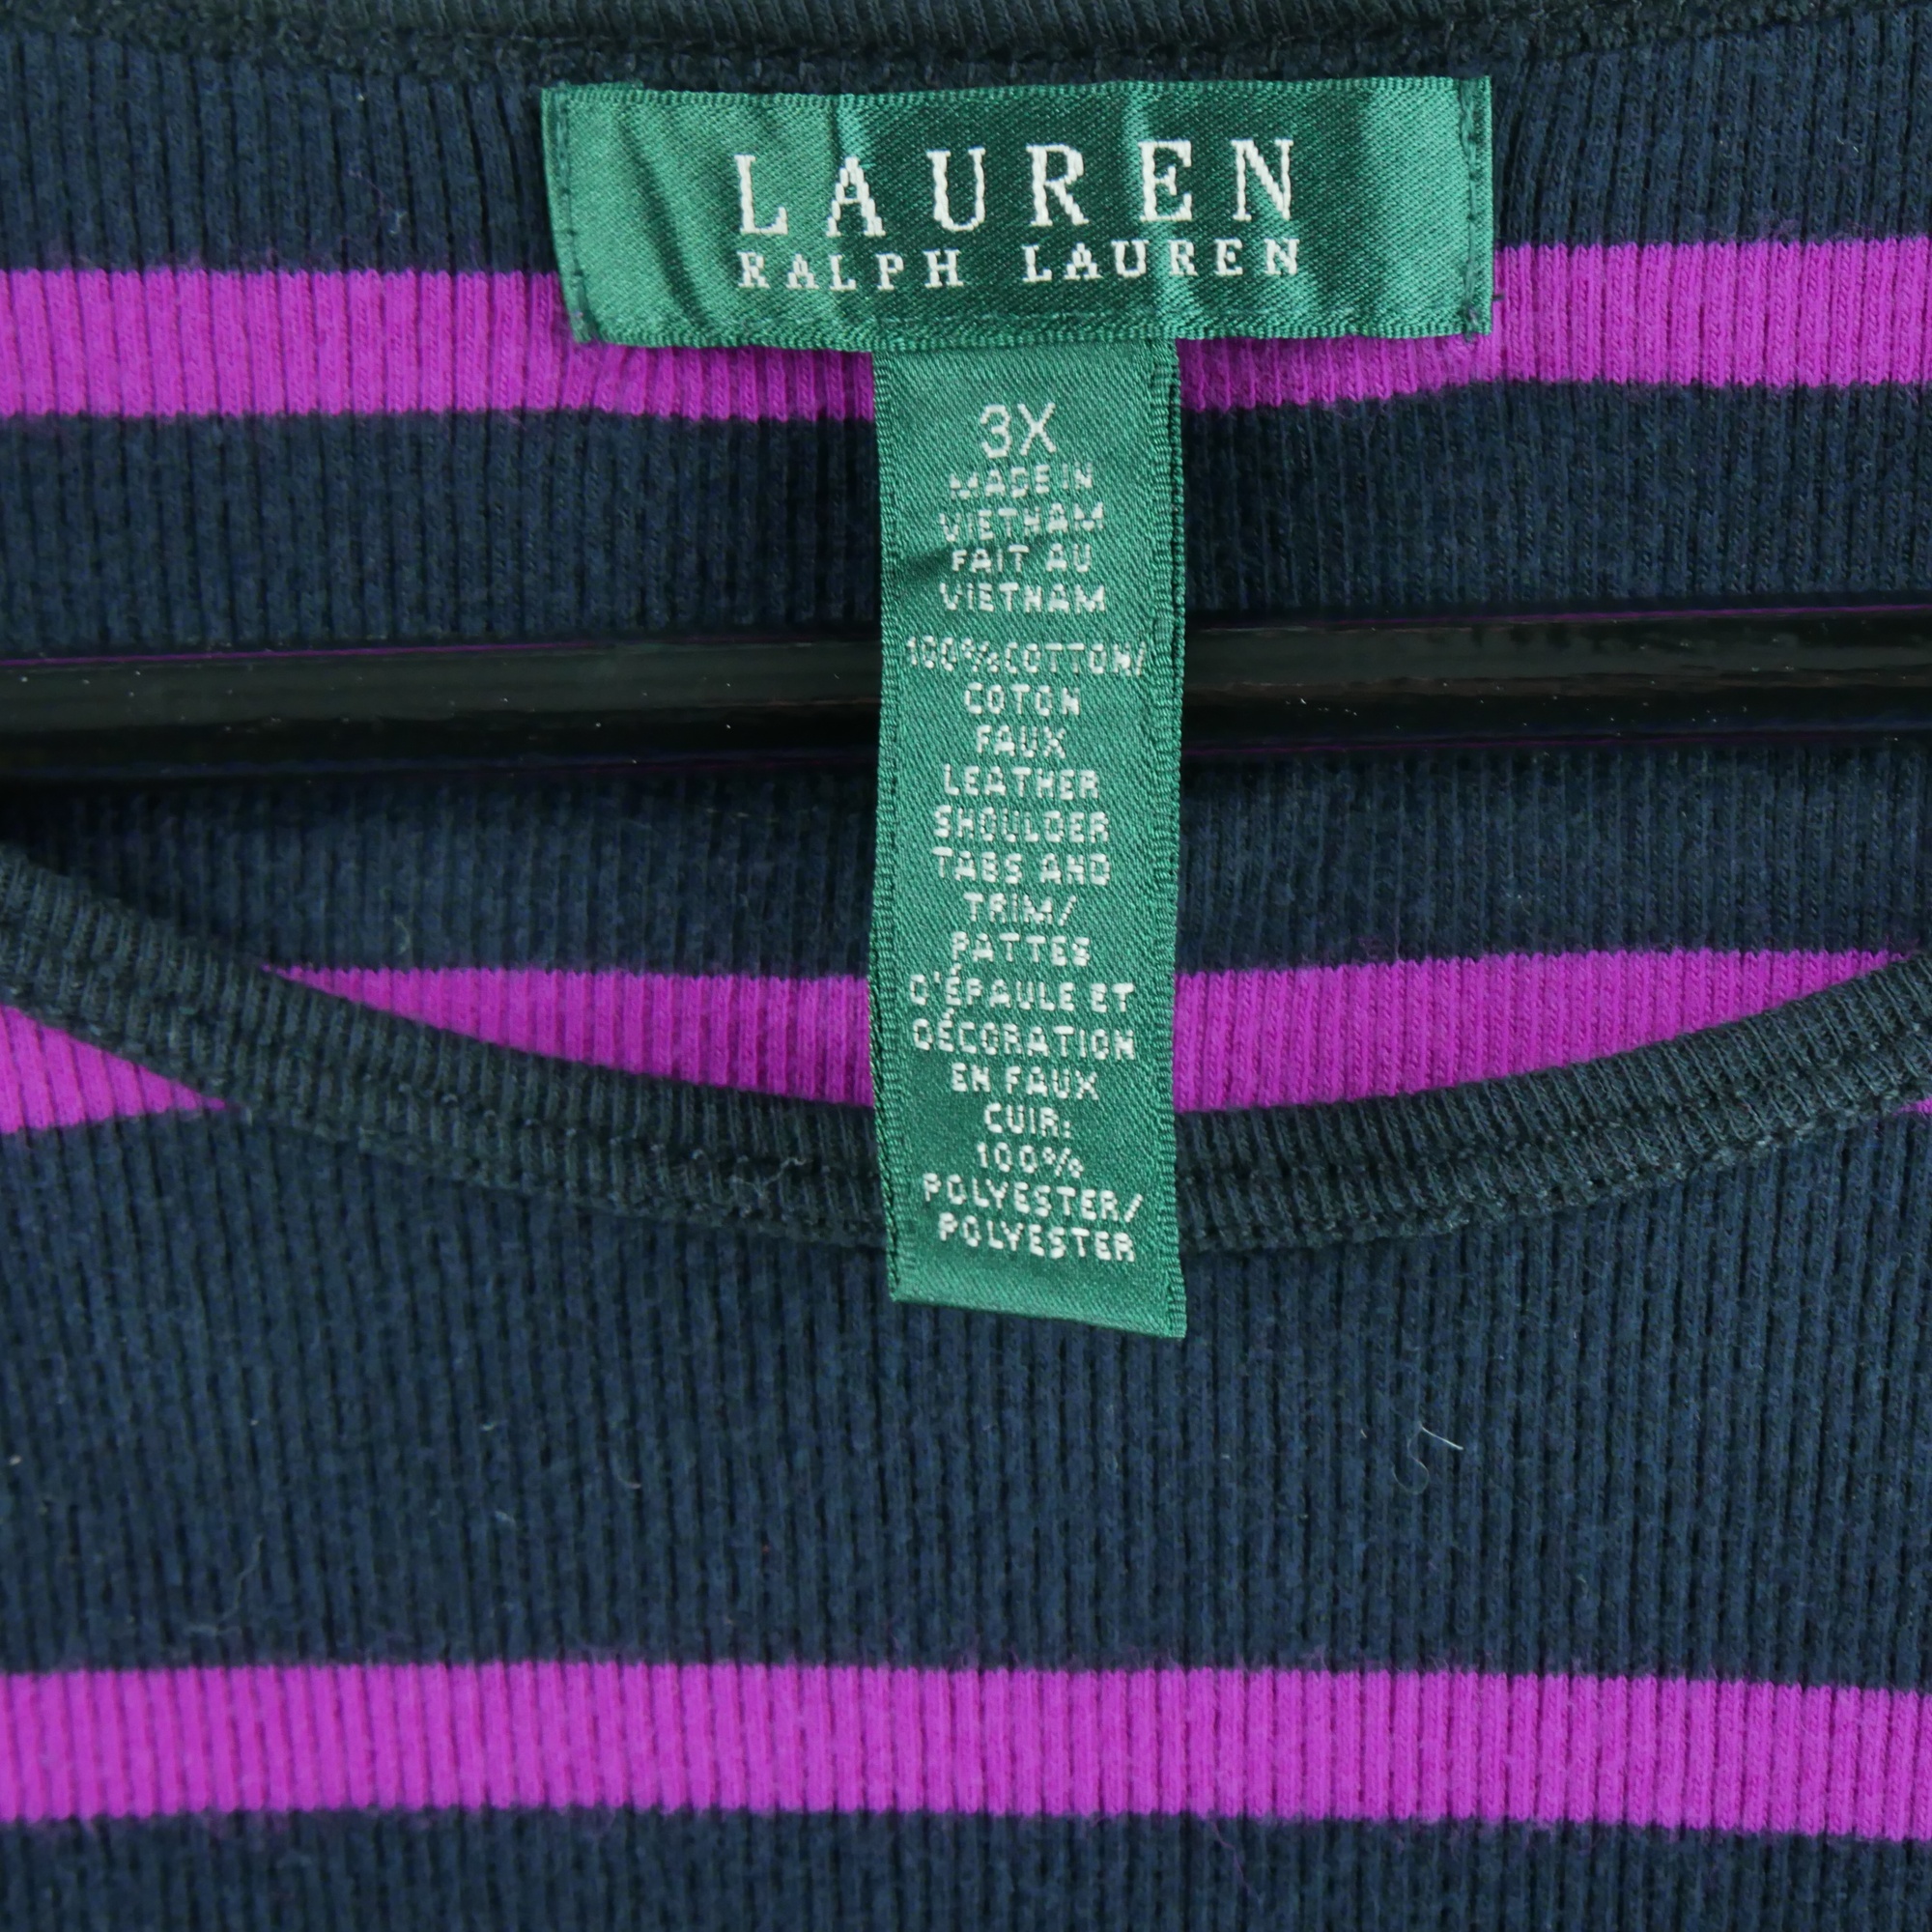 LAUREN
RALPH LAUREN
3X
MADE IN
VIETNAM
FAIT AU
VIETNAM
100%COTTON/
COTON
FAUX
LEATHER
SHOULDER
TABS AND
TRIM/
PATTES
D'ÉPAULE ET
DÉCORATION
EN FAUX
CUIR:
100%
POLYESTER/
POLYESTER